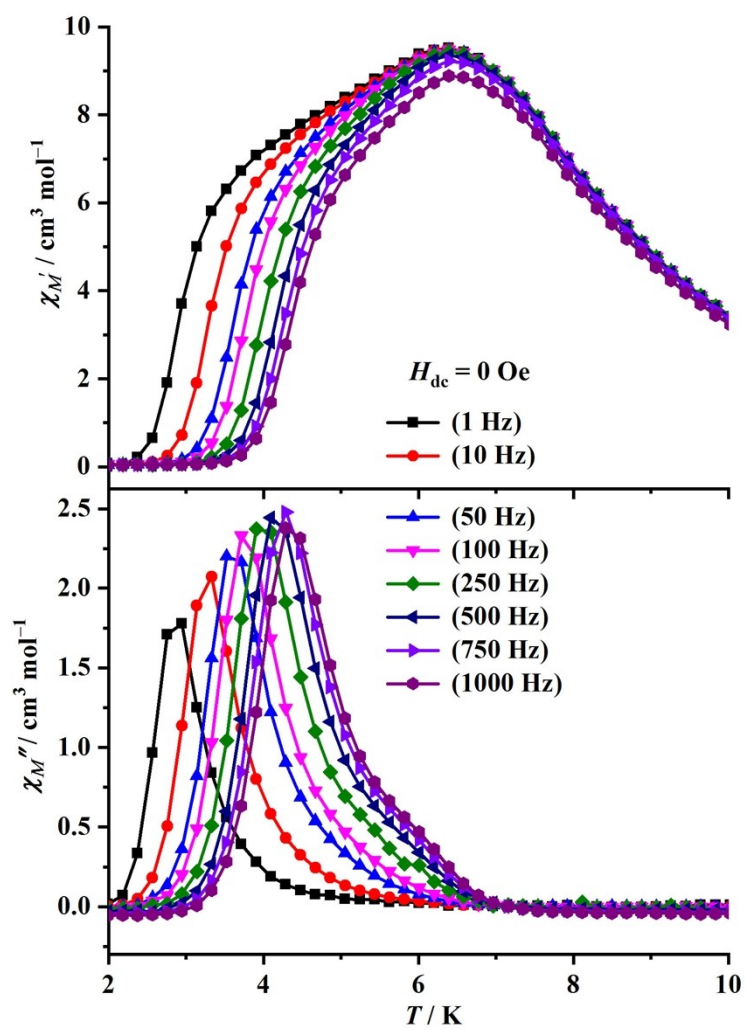 10
8
6
4
2
0
χM′ / cm³ mol⁻¹
Hdc = 0 Oe
(1 Hz)
(10 Hz)
2.5
2.0
1.5
1.0
0.5
0.0
χM″ / cm³ mol⁻¹
(50 Hz)
(100 Hz)
(250 Hz)
(500 Hz)
(750 Hz)
(1000 Hz)
2 4 6 8 10
T / K